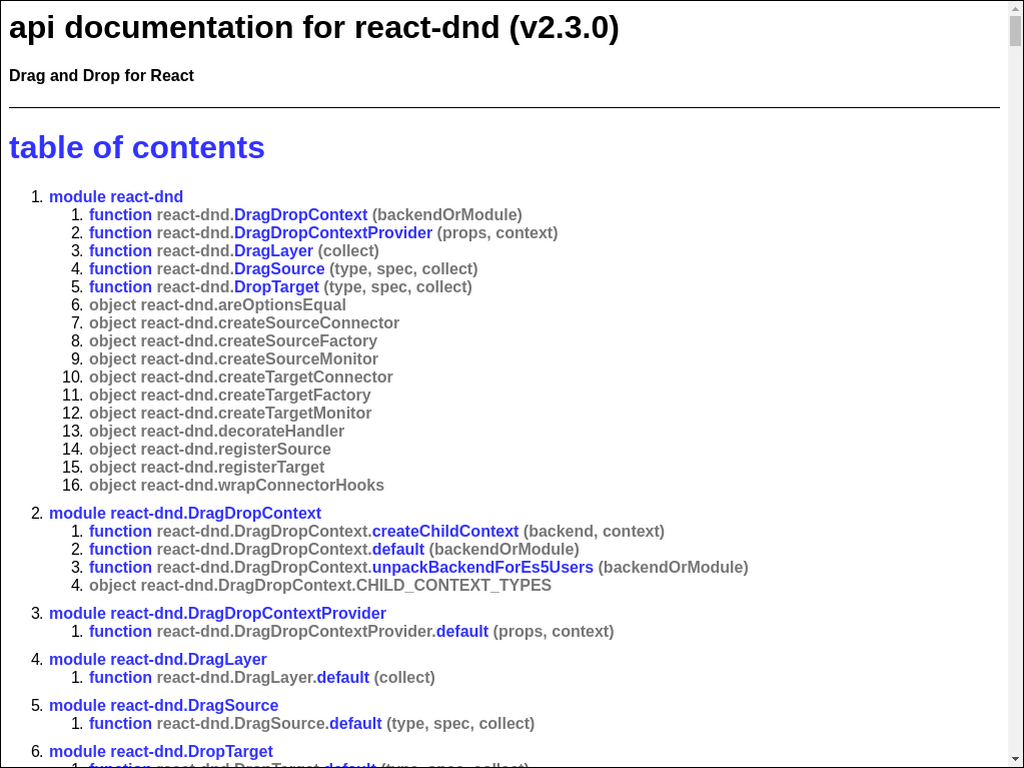 api documentation for react-dnd (v2.3.0)
Drag and Drop for React
table of contents
1. module react-dnd
1. function react-dnd.DragDropContext (backendOrModule)
2. function react-dnd.DragDropContextProvider (props, context)
3. function react-dnd.DragLayer (collect)
4. function react-dnd.DragSource (type, spec, collect)
5. function react-dnd.DropTarget (type, spec, collect)
6. object react-dnd.areOptionsEqual
7. object react-dnd.createSourceConnector
8. object react-dnd.createSourceFactory
9. object react-dnd.createSourceMonitor
10. object react-dnd.createTargetConnector
11. object react-dnd.createTargetFactory
12. object react-dnd.createTargetMonitor
13. object react-dnd.decorateHandler
14. object react-dnd.registerSource
15. object react-dnd.registerTarget
16. object react-dnd.wrapConnectorHooks
2. module react-dnd.DragDropContext
1. function react-dnd.DragDropContext.createChildContext (backend, context)
2. function react-dnd.DragDropContext.default (backendOrModule)
3. function react-dnd.DragDropContext.unpackBackendForEs5Users (backendOrModule)
4. object react-dnd.DragDropContext.CHILD_CONTEXT_TYPES
3. module react-dnd.DragDropContextProvider
1. function react-dnd.DragDropContextProvider.default (props, context)
4. module react-dnd.DragLayer
1. function react-dnd.DragLayer.default (collect)
5. module react-dnd.DragSource
1. function react-dnd.DragSource.default (type, spec, collect)
6. module react-dnd.DropTarget
1. function react-dnd.DropTarget.default (type, spec, collect)